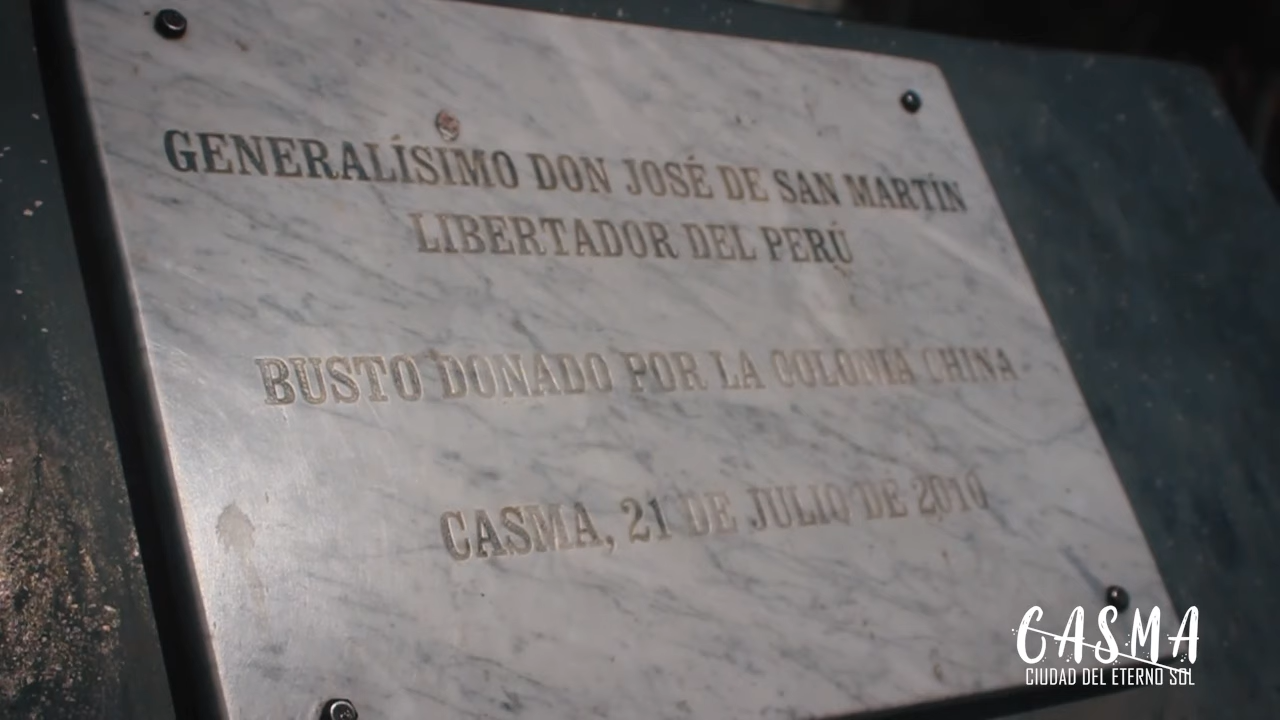 GENERALÍSIMO DON JOSÉ DE SAN MARTÍN
LIBERTADOR DEL PERÚ
BUSTO DONADO POR LA COLONIA CHINA
CASMA, 21 DE JULIO DE 2010
CASMA
CIUDAD DEL ETERNO SOL